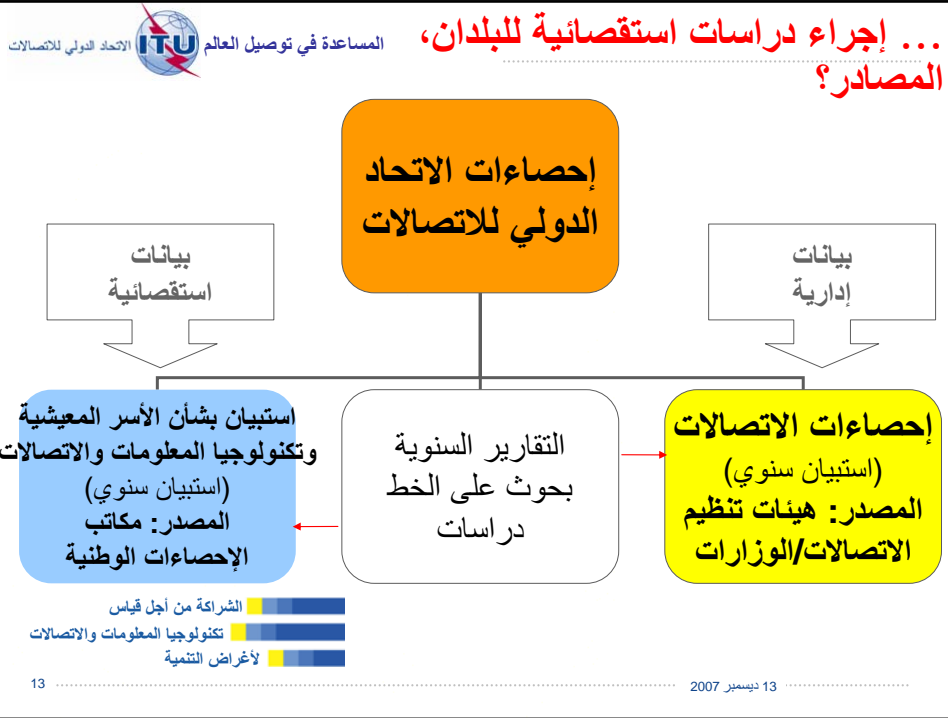 ... إجراء دراسات استقصائية للبلدان،
المصادر؟
المساعدة في توصيل العالم
ITU
الاتحاد الدولي للاتصالات
إحصاءات الاتحاد
الدولي للاتصالات
بيانات
إدارية
بيانات
استقصائية
إحصاءات الاتصالات
(استبيان سنوي)
المصدر: هيئات تنظيم
الاتصالات/الوزارات
التقارير السنوية
بحوث على الخط
دراسات
استبيان بشأن الأسر المعيشية
وتكنولوجيا المعلومات والاتصالات
(استبيان سنوي)
المصدر: مكاتب
الإحصاءات الوطنية
الشراكة من أجل قياس
تكنولوجيا المعلومات والاتصالات
لأغراض التنمية
13 ديسمبر 2007
13